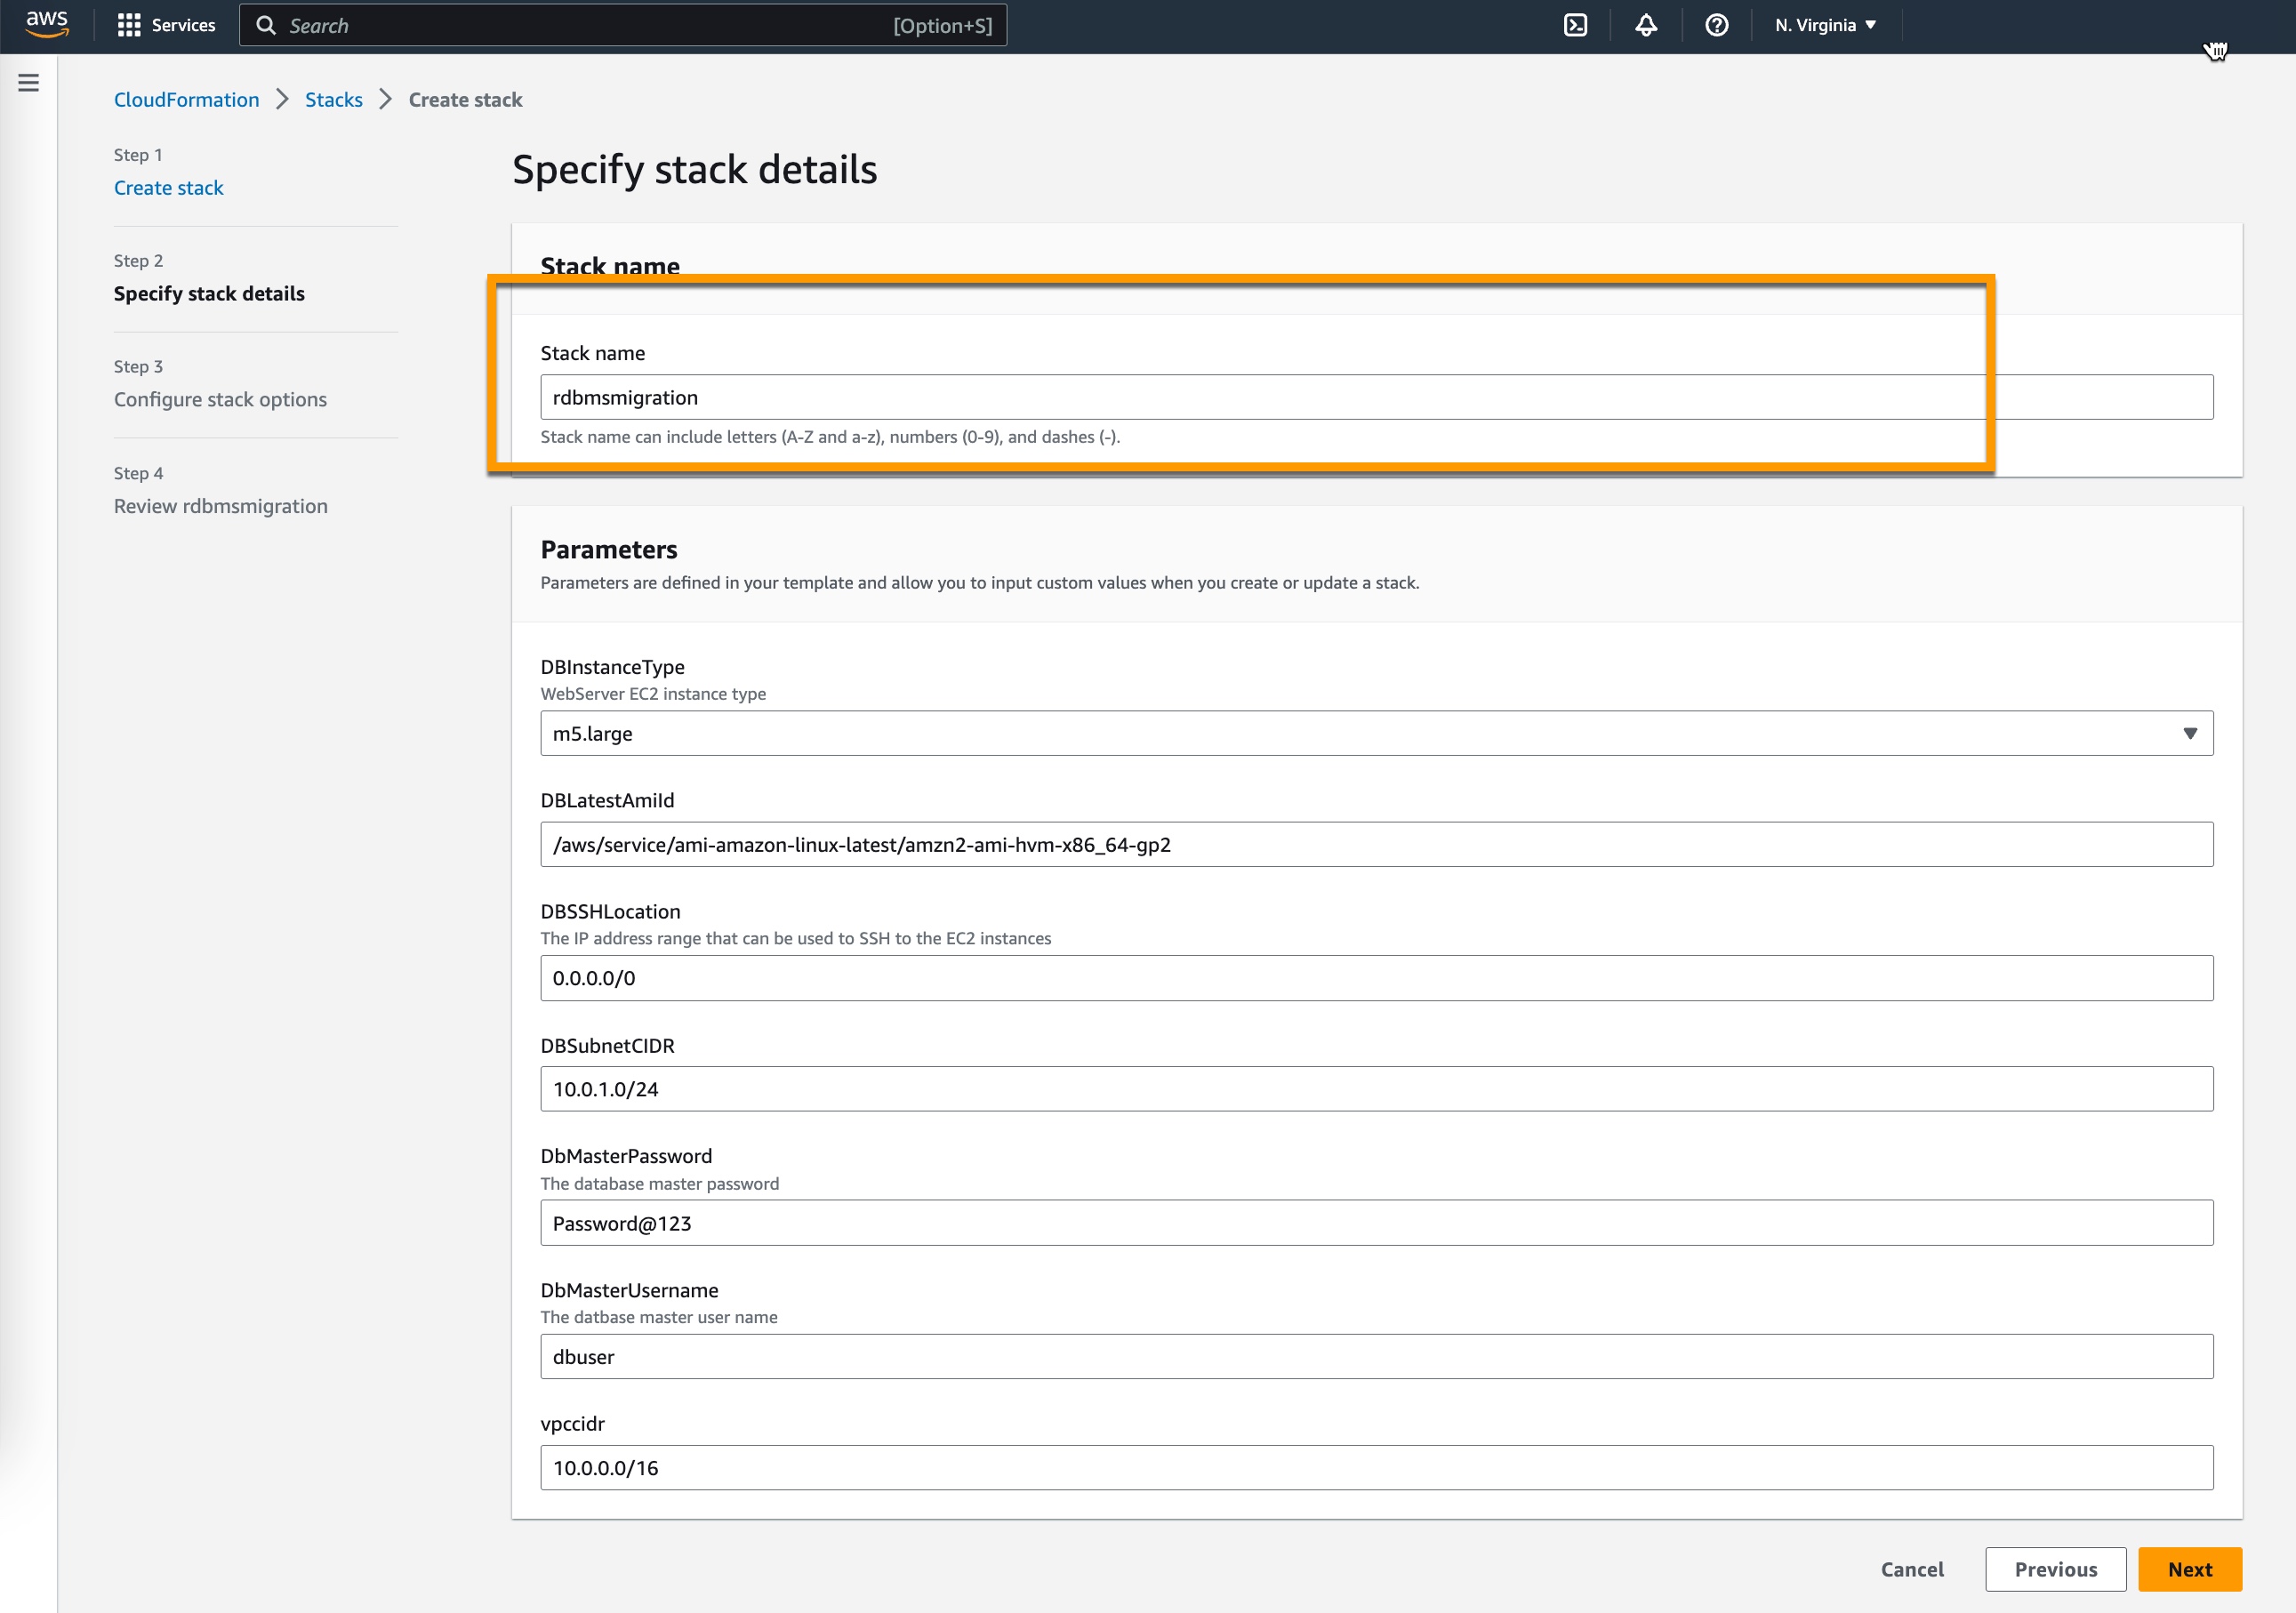 aws
Services
Search
[Option+S]
N. Virginia
CloudFormation
Stacks
Create stack
Step 1
Create stack
Step 2
Specify stack details
Step 3
Configure stack options
Step 4
Review rdbmsmigration
Specify stack details
Stack name
Stack name
rdbmsmigration
Stack name can include letters (A-Z and a-z), numbers (0-9), and dashes (-).
Parameters
Parameters are defined in your template and allow you to input custom values when you create or update a stack.
DBInstanceType
WebServer EC2 instance type
m5.large
DBLatestAmiId
/aws/service/ami-amazon-linux-latest/amzn2-ami-hvm-x86_64-gp2
DBSSHLocation
The IP address range that can be used to SSH to the EC2 instances
0.0.0.0/0
DBSubnetCIDR
10.0.1.0/24
DbMasterPassword
The database master password
Password@123
DbMasterUsername
The datbase master user name
dbuser
vpccidr
10.0.0.0/16
Cancel
Previous
Next